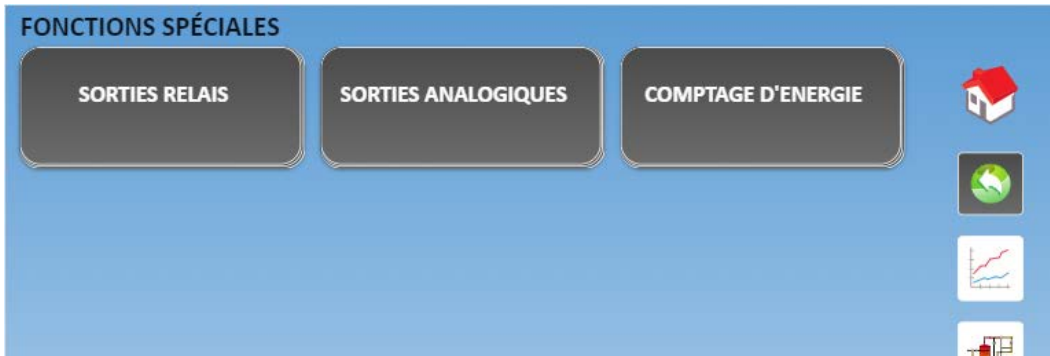 FONCTIONS SPÉCIALES
SORTIES RELAIS
SORTIES ANALOGIQUES
COMPTAGE D'ENERGIE